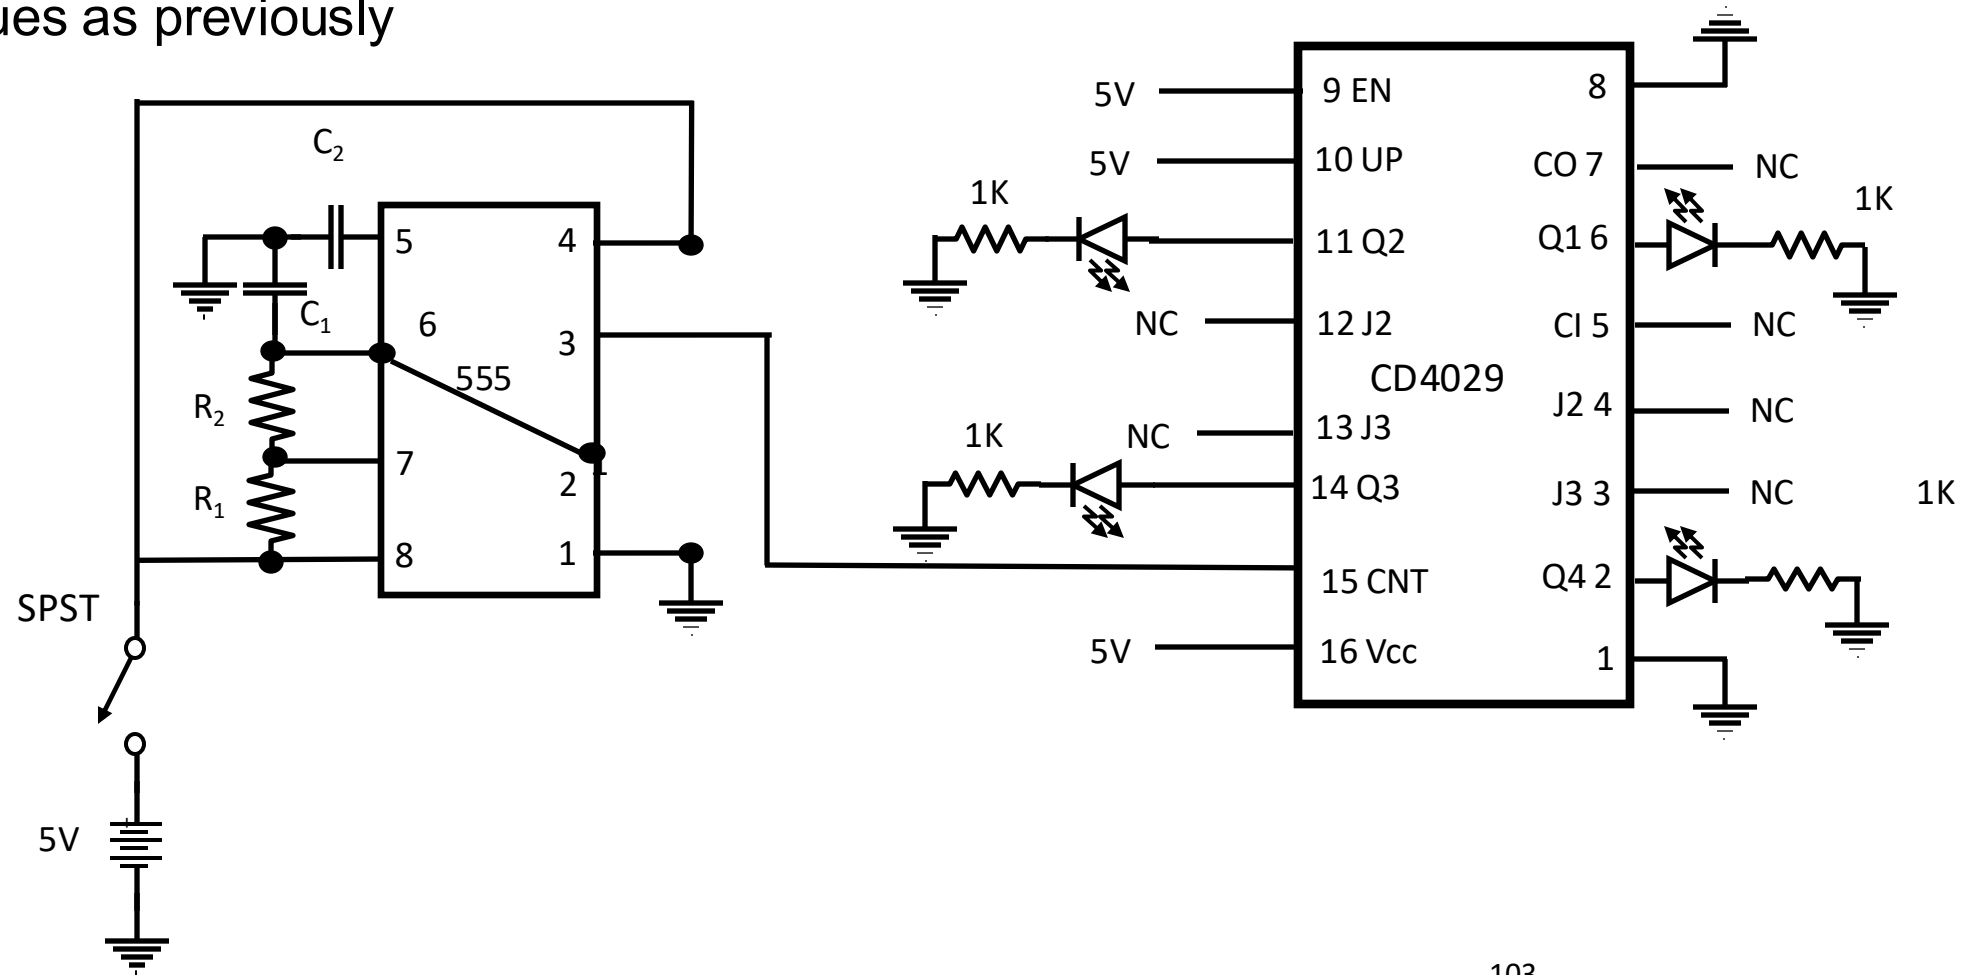 ues as previously
C2
5
4
C1
6
3
555
R2
7
2
1
R1
8
1
SPST
5V
5V
9 EN
8
5V
10 UP
CO 7
NC
1K
1K
11 Q2
Q1 6
NC
12 J2
CI 5
NC
CD4029
J2 4
NC
1K
NC
13 J3
14 Q3
J3 3
NC
1K
15 CNT
Q4 2
5V
16 Vcc
1
103